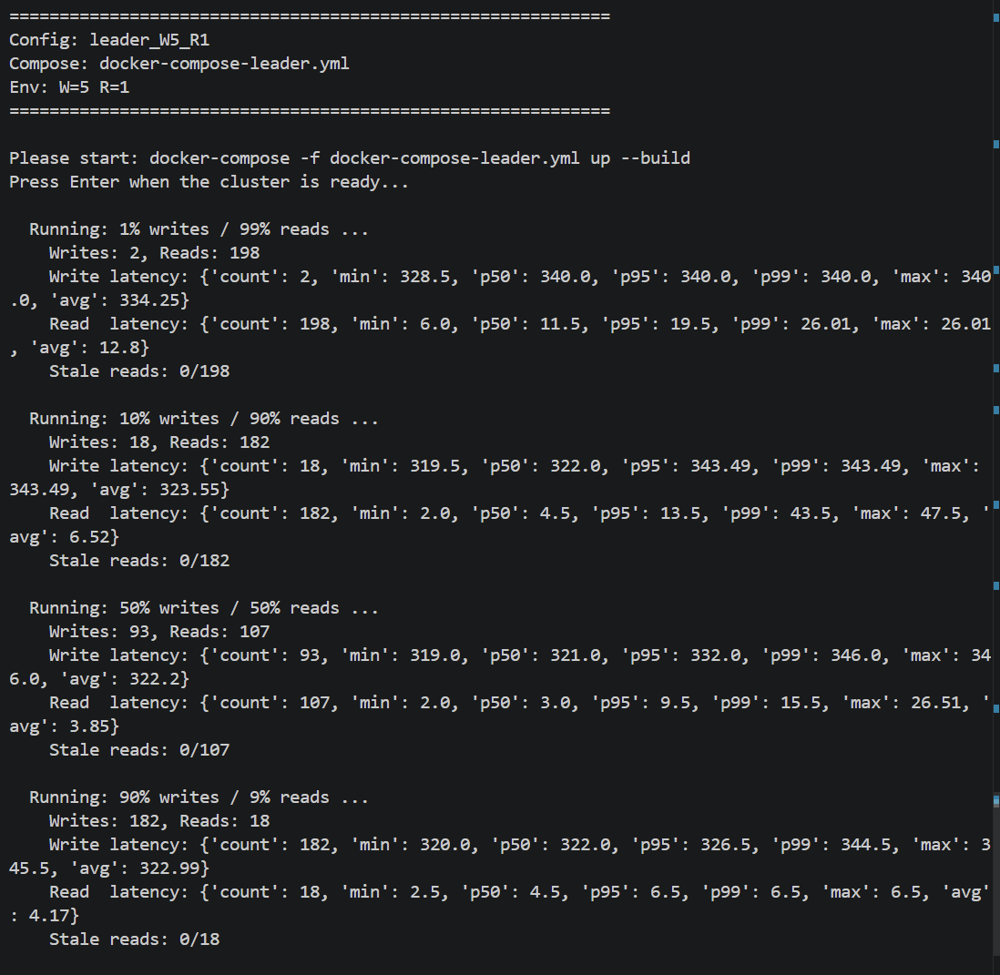 ============================================================
Config: leader_W5_R1
Compose: docker-compose-leader.yml
Env: W=5 R=1
============================================================
Please start: docker-compose -f docker-compose-leader.yml up --build
Press Enter when the cluster is ready...
  Running: 1% writes / 99% reads ...
    Writes: 2, Reads: 198
    Write latency: {'count': 2, 'min': 328.5, 'p50': 340.0, 'p95': 340.0, 'p99': 340.0, 'max': 340
.0, 'avg': 334.25}
    Read  latency: {'count': 198, 'min': 6.0, 'p50': 11.5, 'p95': 19.5, 'p99': 26.01, 'max': 26.01
, 'avg': 12.8}
    Stale reads: 0/198
  Running: 10% writes / 90% reads ...
    Writes: 18, Reads: 182
    Write latency: {'count': 18, 'min': 319.5, 'p50': 322.0, 'p95': 343.49, 'p99': 343.49, 'max':
343.49, 'avg': 323.55}
    Read  latency: {'count': 182, 'min': 2.0, 'p50': 4.5, 'p95': 13.5, 'p99': 43.5, 'max': 47.5, '
avg': 6.52}
    Stale reads: 0/182
  Running: 50% writes / 50% reads ...
    Writes: 93, Reads: 107
    Write latency: {'count': 93, 'min': 319.0, 'p50': 321.0, 'p95': 332.0, 'p99': 346.0, 'max': 34
6.0, 'avg': 322.2}
    Read  latency: {'count': 107, 'min': 2.0, 'p50': 3.0, 'p95': 9.5, 'p99': 15.5, 'max': 26.51, '
avg': 3.85}
    Stale reads: 0/107
  Running: 90% writes / 9% reads ...
    Writes: 182, Reads: 18
    Write latency: {'count': 182, 'min': 320.0, 'p50': 322.0, 'p95': 326.5, 'p99': 344.5, 'max': 3
45.5, 'avg': 322.99}
    Read  latency: {'count': 18, 'min': 2.5, 'p50': 4.5, 'p95': 6.5, 'p99': 6.5, 'max': 6.5, 'avg'
: 4.17}
    Stale reads: 0/18